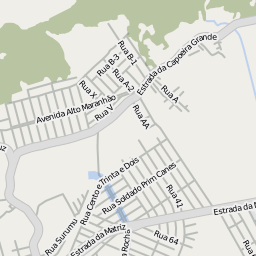 Rua B-1
Rua B-3
Estrada da Capoeira Grande
Rua A-2
Rua X
Rua A
Avenida Alto Maranhão
Rua V
Rua AA
Rua Cento e Trinta e Dois
Rua Soldado Prim Canes
Rua 41
Estrada da M
Estrada da Matriz
Rua Surumu
Rua Rocha
Rua 64